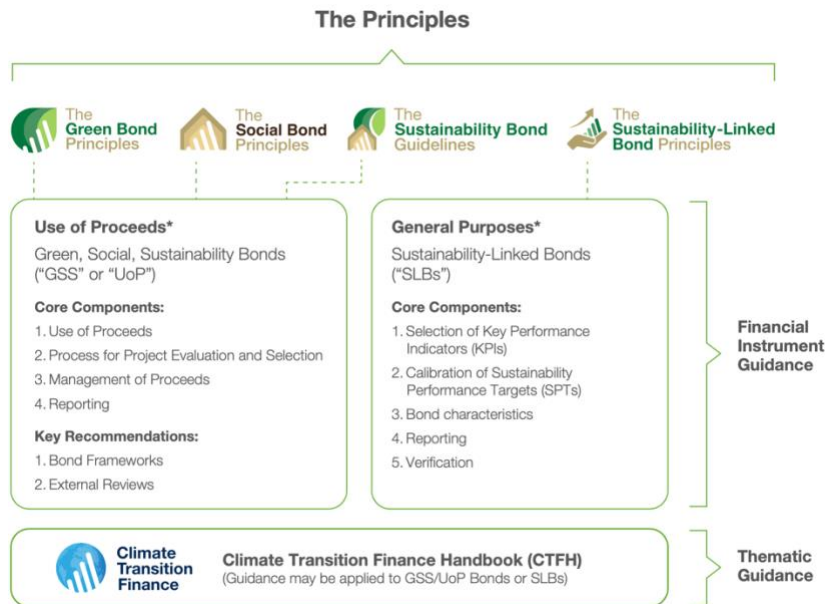 The Principles
The
Green Bond
Principles
The
Social Bond
Principles
The
Sustainability Bond
Guidelines
The
Sustainability-Linked
Bond Principles
Use of Proceeds*
Green, Social, Sustainability Bonds
(“GSS” or “UoP”)
Core Components:
1. Use of Proceeds
2. Process for Project Evaluation and Selection
3. Management of Proceeds
4. Reporting
Key Recommendations:
1. Bond Frameworks
2. External Reviews
General Purposes*
Sustainability-Linked Bonds
(“SLBs”)
Core Components:
1. Selection of Key Performance
Indicators (KPIs)
2. Calibration of Sustainability
Performance Targets (SPTs)
3. Bond characteristics
4. Reporting
5. Verification
Financial
Instrument
Guidance
Climate
Transition
Finance
Climate Transition Finance Handbook (CTFH)
(Guidance may be applied to GSS/UoP Bonds or SLBs)
Thematic
Guidance